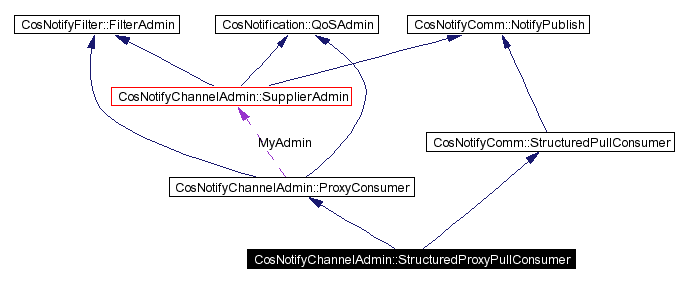 CosNotifyFilter::FilterAdmin
CosNotification::QoSAdmin
CosNotifyComm::NotifyPublish
CosNotifyChannelAdmin::SupplierAdmin
MyAdmin
CosNotifyComm::StructuredPullConsumer
CosNotifyChannelAdmin::ProxyConsumer
CosNotifyChannelAdmin::StructuredProxyPullConsumer